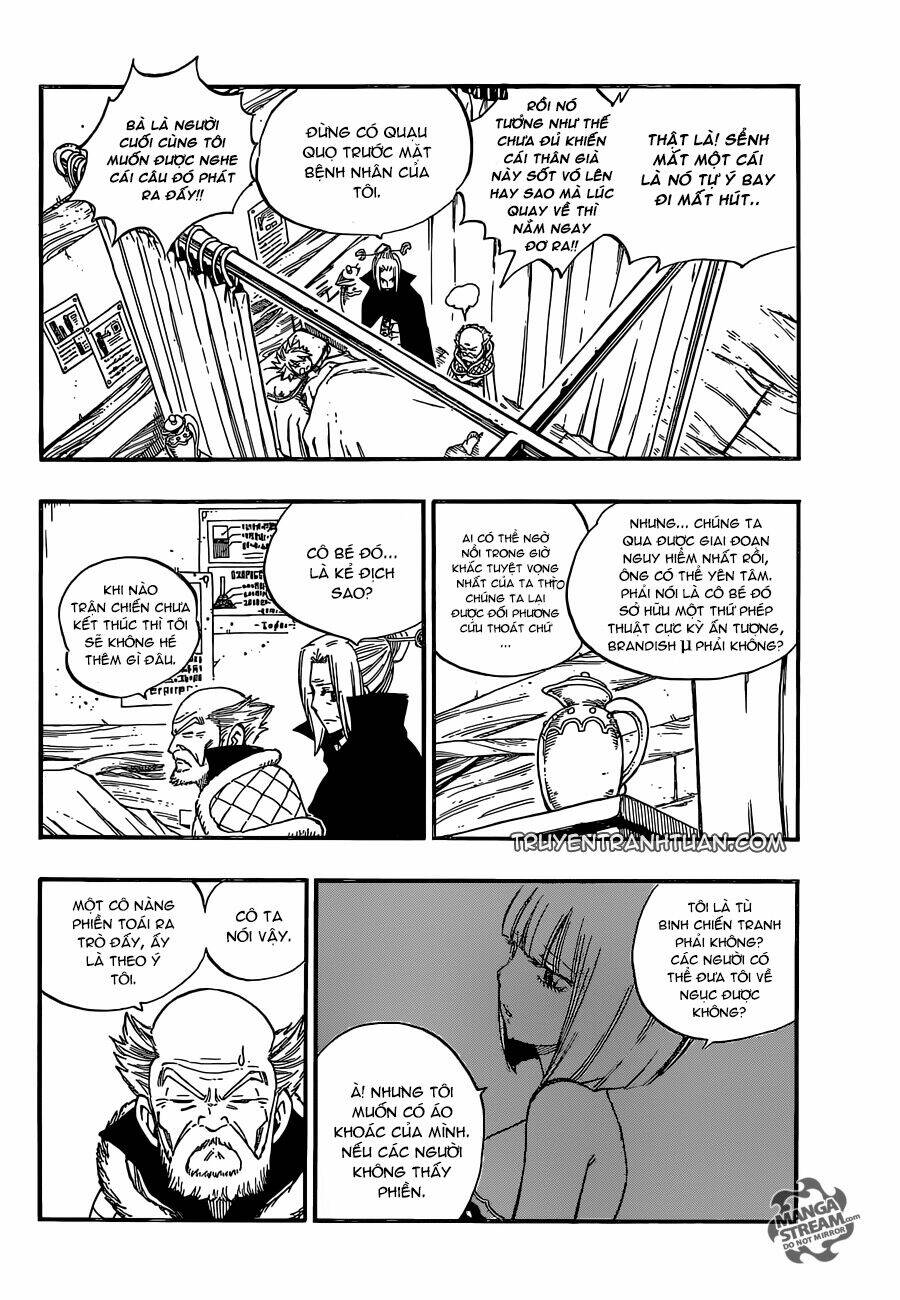 THẬT LÀ! SỂNH
MẮT MỘT CÁI
LÀ NÓ TỰ Ý BAY
ĐI MẤT HÚT..
RỒI NÓ
TƯỞNG NHƯ THẾ
CHƯA ĐỦ KHIẾN
CÁI THÂN GIÀ
NÀY SỐT VÓ LÊN
HAY SAO MÀ LÚC
QUAY VỀ THÌ
NẰM NGAY
ĐƠ RA!!
ĐỪNG CÓ QUAU
QUỌ TRƯỚC MẶT
BỆNH NHÂN CỦA
TÔI.
BÀ LÀ NGƯỜI
CUỐI CÙNG TÔI
MUỐN ĐƯỢC NGHE
CÁI CÂU ĐÓ PHÁT
RA ĐẤY!!
NHƯNG... CHÚNG TA
QUA ĐƯỢC GIAI ĐOẠN
NGUY HIỂM NHẤT RỒI,
ÔNG CÓ THỂ YÊN TÂM.
PHẢI NÓI LÀ CÔ BÉ ĐÓ
SỞ HỮU MỘT THỨ PHÉP
THUẬT CỰC KỲ ẤN TƯỢNG,
BRANDISH μ PHẢI KHÔNG?
AI CÓ THỂ NGỜ
NỔI TRONG GIỜ
KHẮC TUYỆT VỌNG
NHẤT CỦA TA THÌ
CHÚNG TA LẠI
ĐƯỢC ĐỐI PHƯƠNG
CỨU THOÁT CHỨ
...
CÔ BÉ ĐÓ...
LÀ KẺ ĐỊCH
SAO?
KHI NÀO
TRẬN CHIẾN CHƯA
KẾT THÚC THÌ TÔI
SẼ KHÔNG HÉ
THÊM GÌ ĐÂU.
TRUYENTRANHTUAN.COM
TÔI LÀ TÙ
BINH CHIẾN TRANH
PHẢI KHÔNG?
CÁC NGƯỜI CÓ
THỂ ĐƯA TÔI VỀ
NGỤC ĐƯỢC
KHÔNG?
À! NHƯNG TÔI
MUỐN CÓ ÁO
KHOÁC CỦA MÌNH.
NẾU CÁC NGƯỜI
KHÔNG THẤY
PHIỀN.
CÔ TA
NÓI VẬY.
MỘT CÔ NÀNG
PHIỀN TOÁI RA
TRÒ ĐẤY, ẤY
LÀ THEO Ý
TÔI.
MANGA
STREAM.com
DO NOT MIRROR!